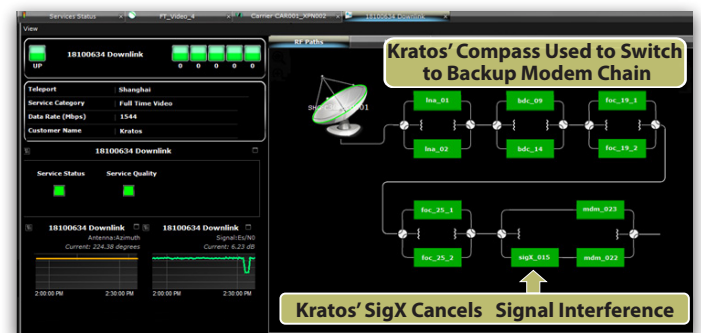 Services Status
FT_Video_4
Carrier CAR001_XPN002
18100634 Downlink
View
UP
18100634 Downlink
0 0 0 0 0
Teleport Shanghai
Service Category Full Time Video
Data Rate (Mbps) 1544
Customer Name Kratos
18100634 Downlink
Service Status Service Quality
18100634 Downlink
Antenna:Azimuth
Current: 224.38 degrees
2:00:00 PM 2:30:00 PM
18100634 Downlink
Signal:Es/N0
Current: 6.23 dB
2:00:00 PM 2:30:00 PM
RF Paths
Kratos' Compass Used to Switch
to Backup Modem Chain
lna_01
bdc_09
foc_19_1
lna_02
bdc_14
foc_19_2
foc_25_1
mdm_023
foc_25_2
sigX_015
mdm_022
Kratos' SigX Cancels Signal Interference